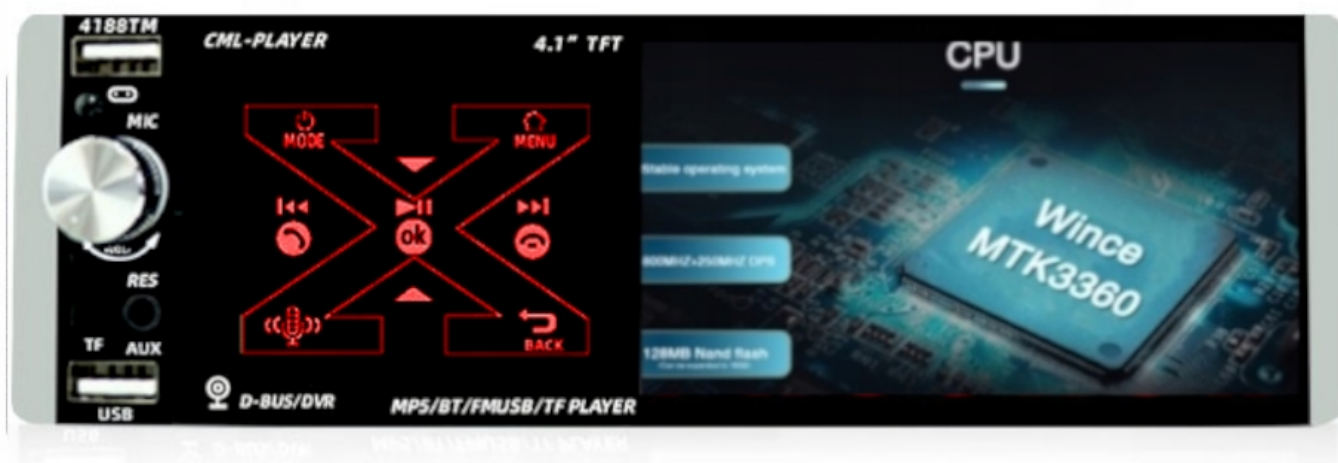 4188TM
CML-PLAYER
4.1" TFT
MIC
MODE
MENU
ok
RES
TF
AUX
BACK
USB
D-BUS/DVR
MP5/BT/FMUSB/TF PLAYER
CPU
Stable operating system
128MB Nand flash
Wince
MTK3360